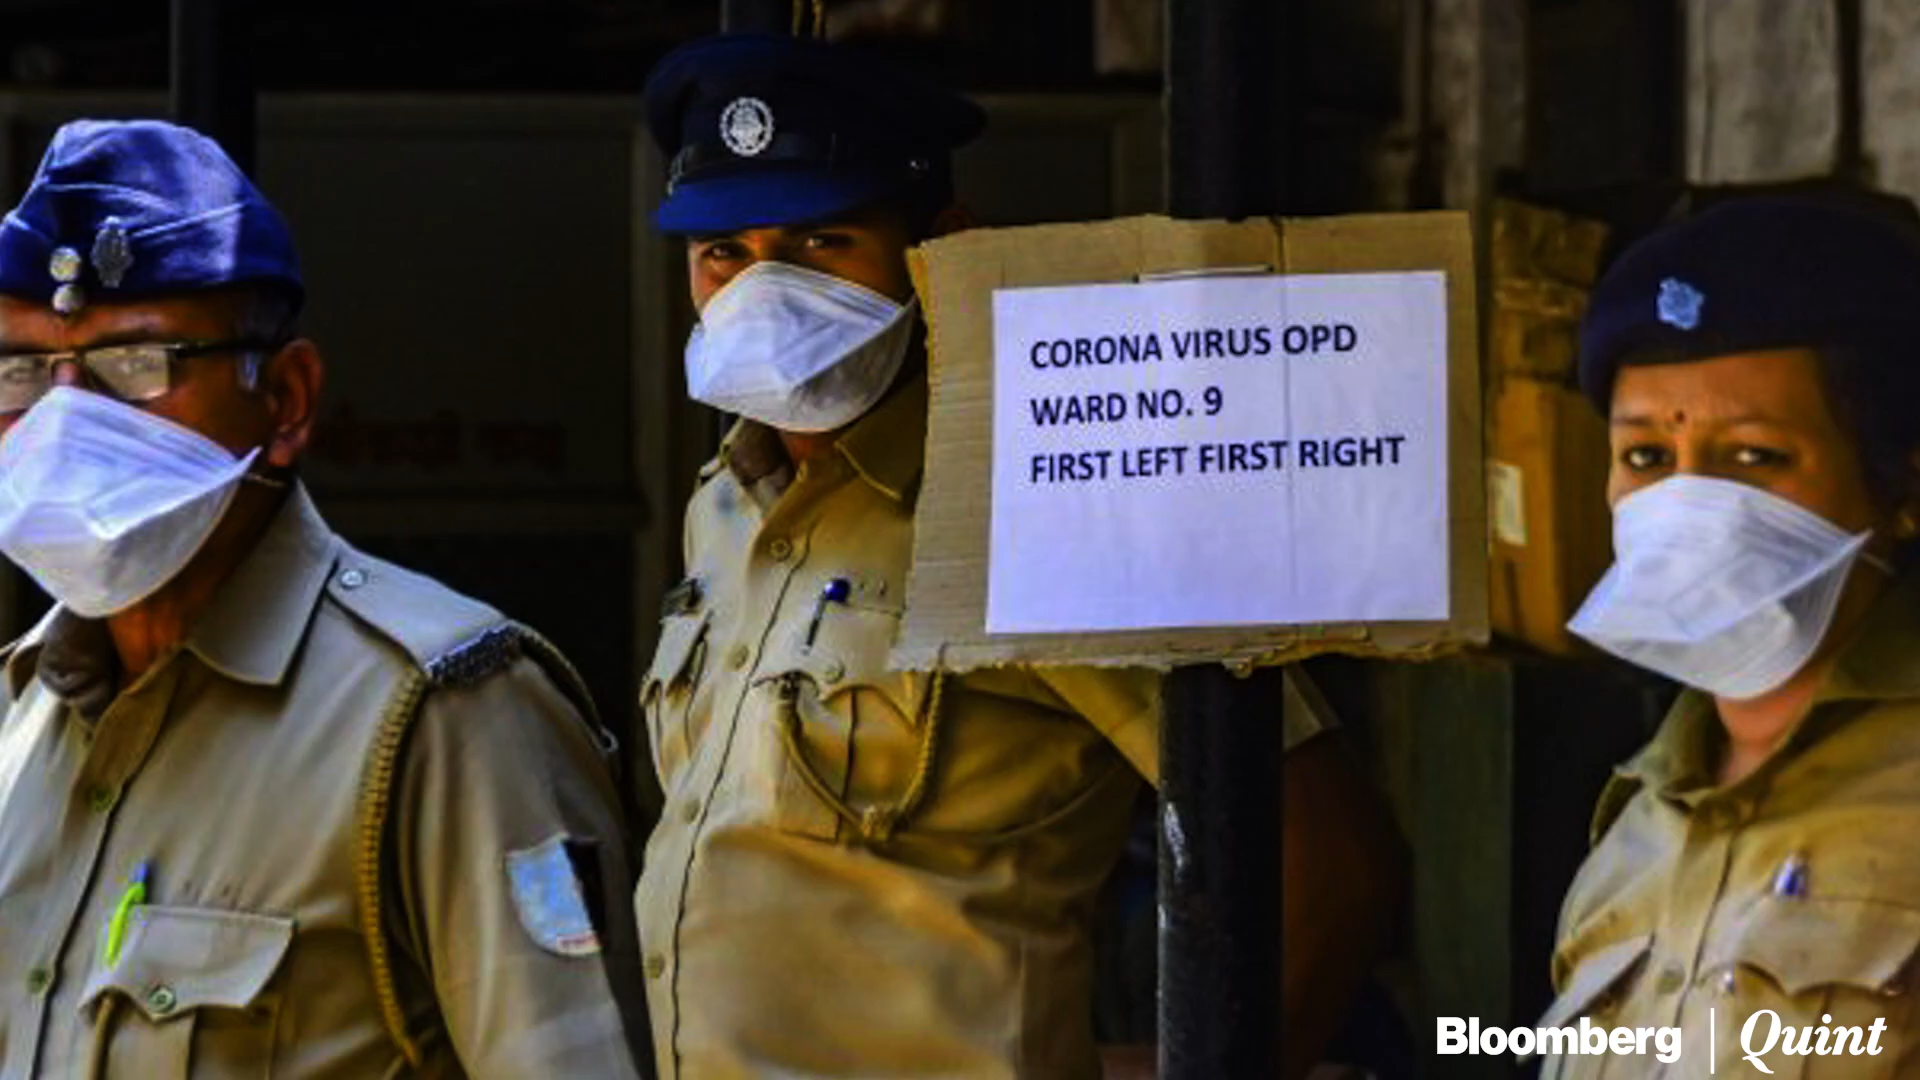 CORONA VIRUS OPD
WARD NO. 9
FIRST LEFT FIRST RIGHT
Bloomberg | Quint